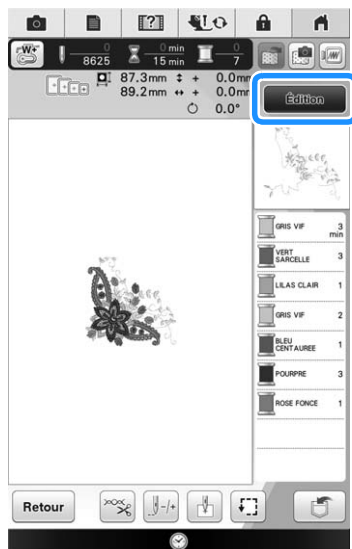 W+
0
8625
0 min
15 min
0
7
87.3mm + 0.0mm
89.2mm + 0.0mm
0.0°
Édition
GRIS VIF 3 min
VERT SARCELLE 3
LILAS CLAIR 1
GRIS VIF 2
BLEU CENTAUREE 1
POURPRE 3
ROSE FONCE 1
Retour
-/+